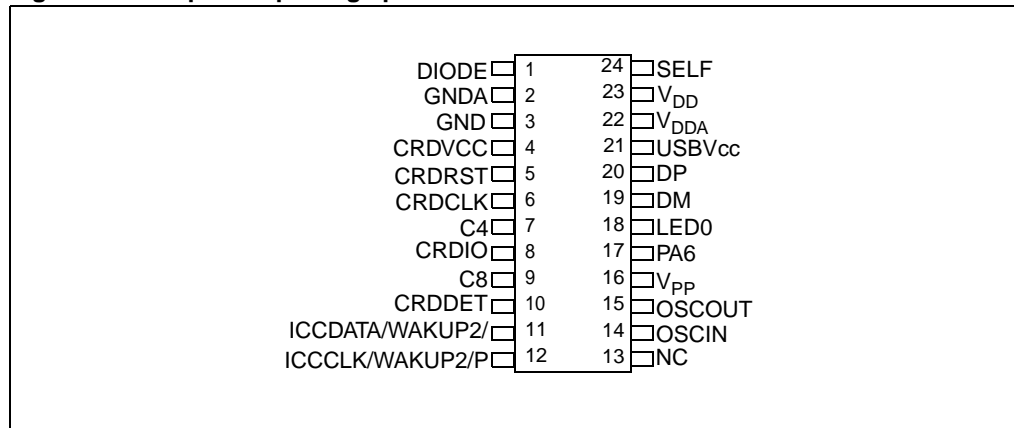 DIODE 1 24 SELF
GNDA 2 23 VDD
GND 3 22 VDDA
CRDVCC 4 21 USBVcc
CRDRST 5 20 DP
CRDCLK 6 19 DM
C4 7 18 LED0
CRDIO 8 17 PA6
C8 9 16 VPP
CRDDET 10 15 OSCOUT
ICCDATA/WAKUP2/ 11 14 OSCIN
ICCCLK/WAKUP2/P 12 13 NC